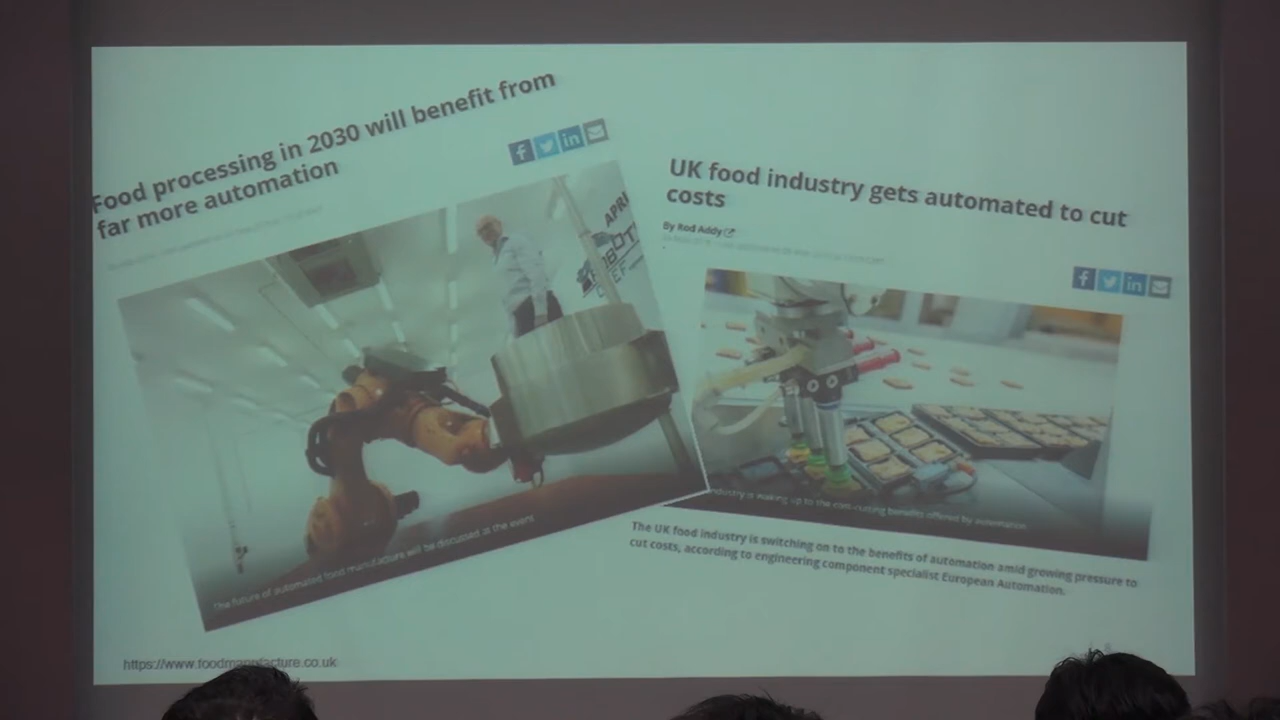 Food processing in 2030 will benefit from
far more automation
APRI
The future of automated food manufacture will be discussed at the event
https://www.foodmanufacture.co.uk
UK food industry gets automated to cut
costs
By Rod Addy
industry is waking up to the cost-cutting benefits offered by automation
The UK food industry is switching on to the benefits of automation amid growing pressure to
cut costs, according to engineering component specialist European Automation.